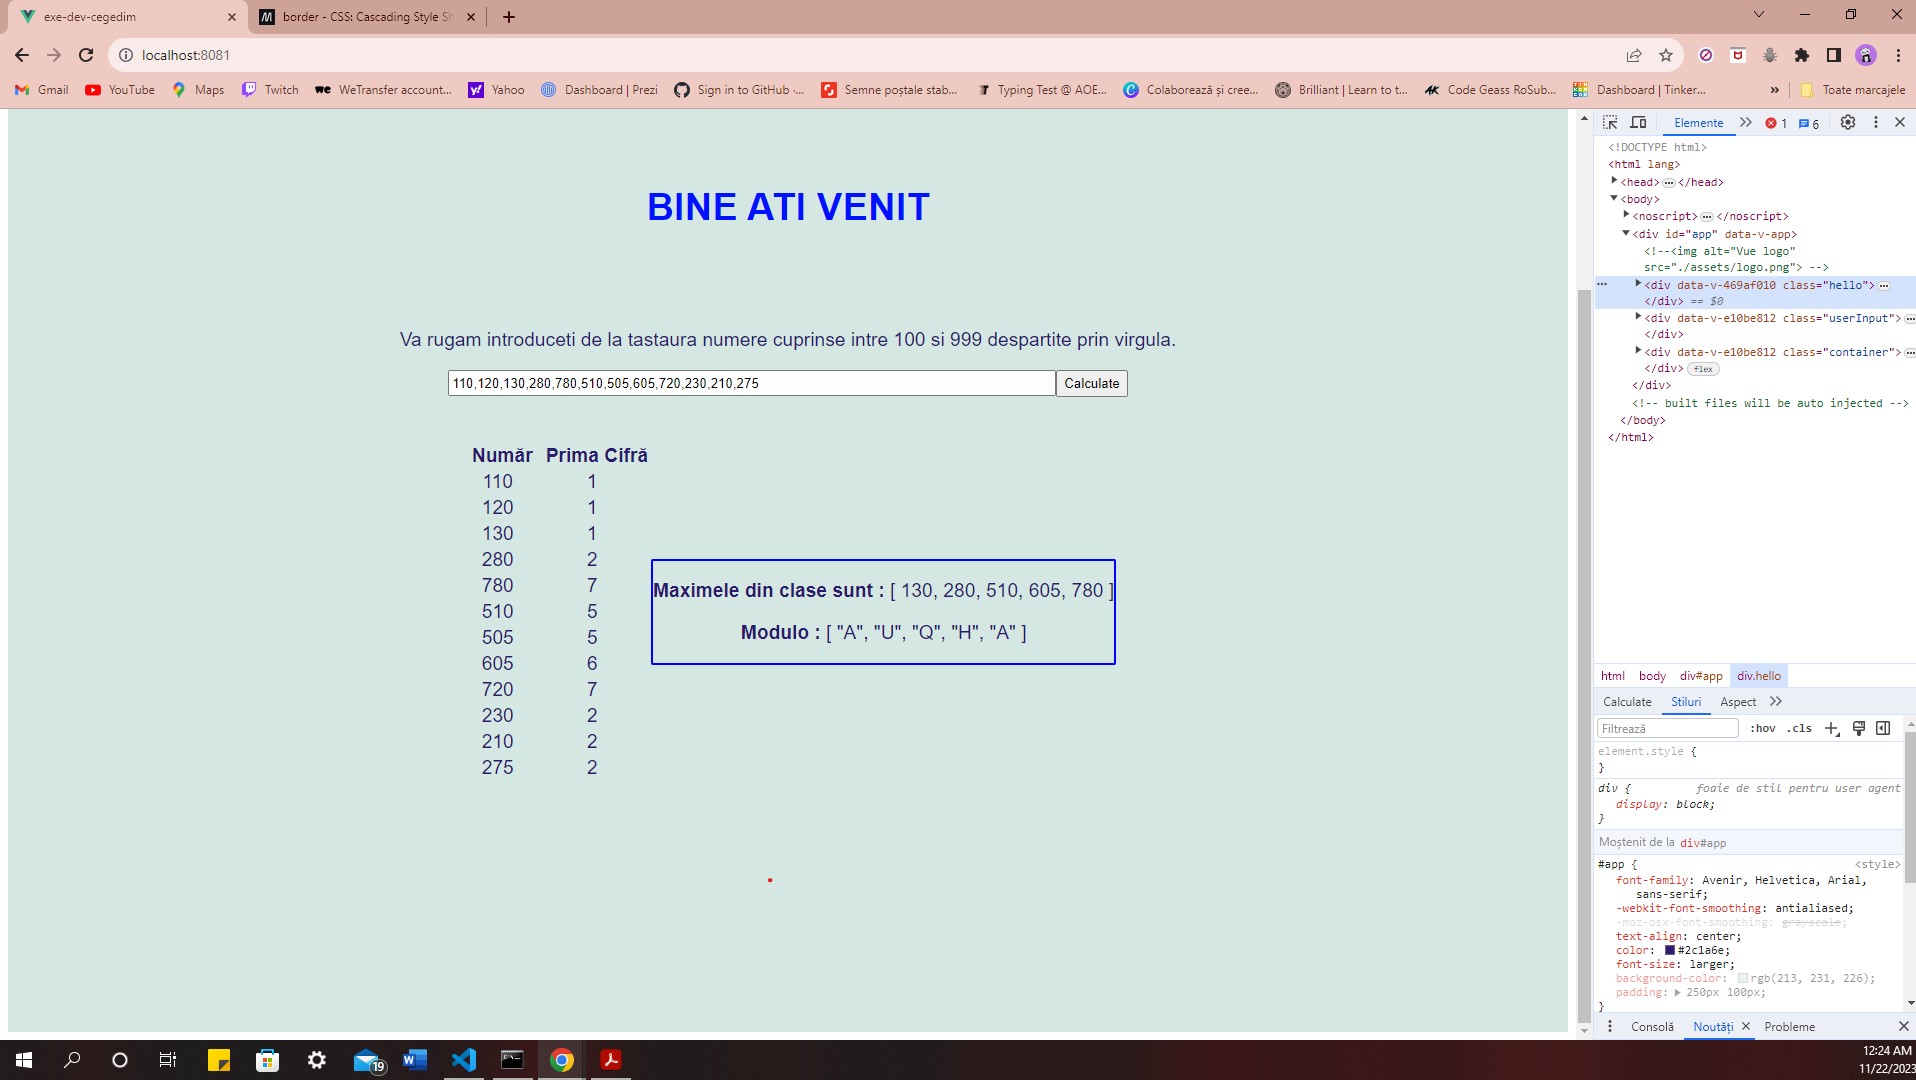 exe-dev-cegedim
border - CSS: Cascading Style Sh
localhost:8081
Gmail YouTube Maps Twitch WeTransfer account... Yahoo Dashboard | Prezi Sign in to GitHub ·... Semne poștale stab... Typing Test @ AOE... Colaborează și cree... Brilliant | Learn to t... Code Geass RoSub... Dashboard | Tinker... » Toate marcajele
BINE ATI VENIT
Va rugam introduceti de la tastaura numere cuprinse intre 100 si 999 despartite prin virgula.
110,120,130,280,780,510,505,605,720,230,210,275 Calculate
Număr Prima Cifră
110 1
120 1
130 1
280 2
780 7
510 5
505 5
605 6
720 7
230 2
210 2
275 2
Maximele din clase sunt : [ 130, 280, 510, 605, 780 ]
Modulo : [ "A", "U", "Q", "H", "A" ]
Elemente » 1 6
<!DOCTYPE html>
<html lang>
<head> ... </head>
<body>
<noscript> ... </noscript>
<div id="app" data-v-app>
<!--<img alt="Vue logo"
src="./assets/logo.png"> -->
... <div data-v-469af010 class="hello"> ...
</div> == $0
<div data-v-e10be812 class="userInput"> ...
</div>
<div data-v-e10be812 class="container"> ...
</div> flex
</div>
<!-- built files will be auto injected -->
</body>
</html>
html body div#app div.hello
Calculate Stiluri Aspect »
Filtrează :hov .cls
element.style {
}
div { foaie de stil pentru user agent
display: block;
}
Moștenit de la div#app
#app { <style>
font-family: Avenir, Helvetica, Arial,
sans-serif;
-webkit-font-smoothing: antialiased;
-moz-osx-font-smoothing: grayscale;
text-align: center;
color: #2c1a6e;
font-size: larger;
background-color: rgb(213, 231, 226);
padding: 250px 100px;
}
Consolă Noutăți Probleme
19
12:24 AM
11/22/2023